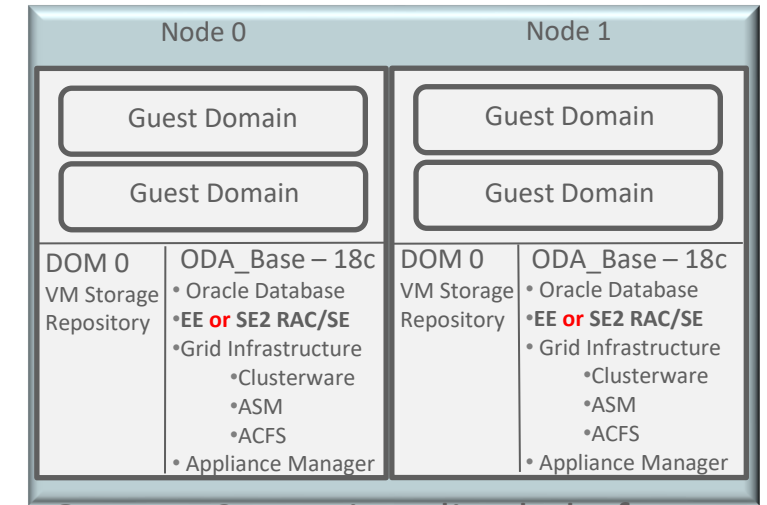 Node 0
Node 1
Guest Domain
Guest Domain
DOM 0
VM Storage
Repository
ODA_Base – 18c
• Oracle Database
•EE or SE2 RAC/SE
•Grid Infrastructure
•Clusterware
•ASM
•ACFS
• Appliance Manager
Guest Domain
Guest Domain
DOM 0
VM Storage
Repository
ODA_Base – 18c
• Oracle Database
•EE or SE2 RAC/SE
• Grid Infrastructure
•Clusterware
•ASM
•ACFS
• Appliance Manager